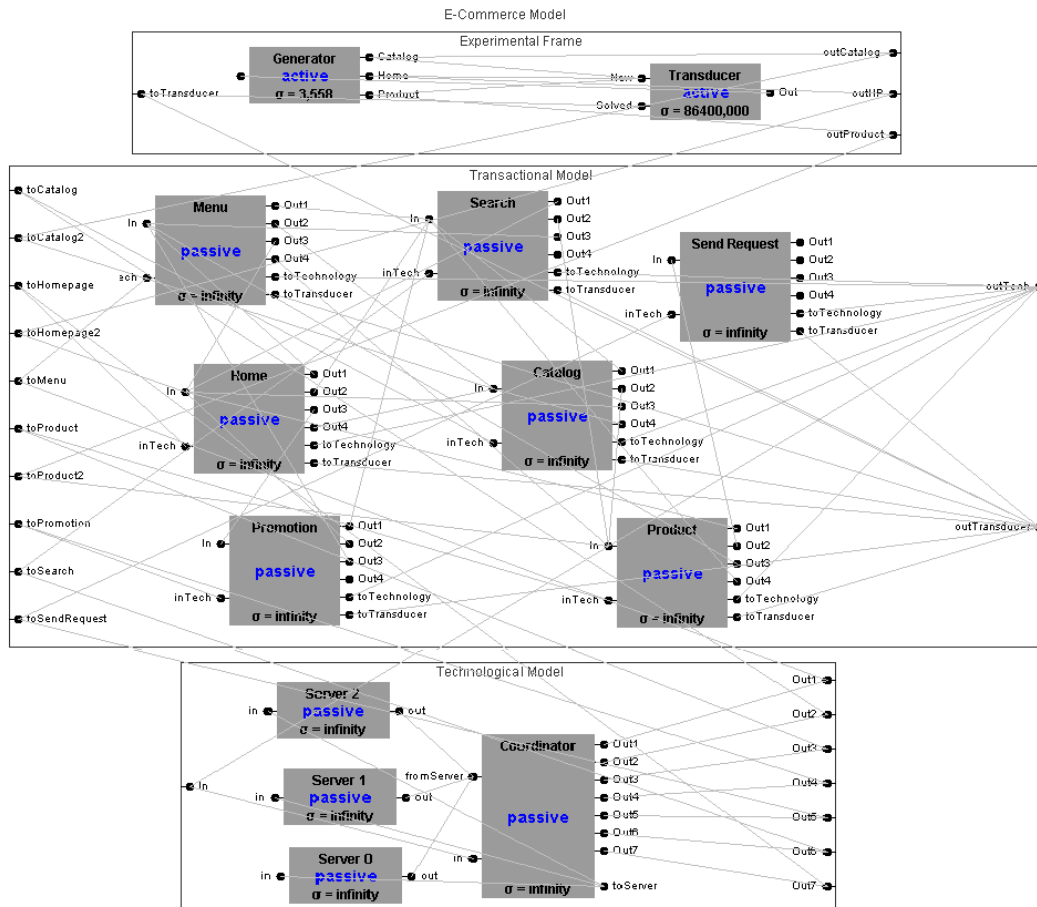 E-Commerce Model
Experimental Frame
Generator
active
σ = 3,558
Catalog
Home
Product
toTransducer
New
Solved
Transducer
active
σ = 86400,000
Out
outCatalog
outHP
outProduct
Transactional Model
toCatalog
toCatalog2
toHomepage
toHomepage2
toMenu
toProduct
toProduct2
toPromotion
toSearch
toSendRequest
Menu
passive
σ = infinity
In
ech
Out1
Out2
Out3
Out4
toTechnology
toTransducer
Search
passive
σ = infinity
In
inTech
Out1
Out2
Out3
Out4
toTechnology
toTransducer
Send Request
passive
σ = infinity
In
inTech
Out1
Out2
Out3
Out4
toTechnology
toTransducer
outTech
Home
passive
σ = infinity
In
inTech
Out1
Out2
Out3
Out4
toTechnology
toTransducer
Catalog
passive
σ = infinity
In
inTech
Out1
Out2
Out3
Out4
toTechnology
toTransducer
outTransducer
Promotion
passive
σ = infinity
In
inTech
Out1
Out2
Out3
Out4
toTechnology
toTransducer
Product
passive
σ = infinity
In
inTech
Out1
Out2
Out3
Out4
toTechnology
toTransducer
Technological Model
In
Server 2
passive
σ = infinity
in
out
Server 1
passive
σ = infinity
in
out
Server 0
passive
σ = infinity
in
out
Coordinator
passive
σ = infinity
fromServer
in
Out1
Out2
Out3
Out4
Out5
Out6
Out7
toServer
Out1
Out2
Out3
Out4
Out5
Out6
Out7